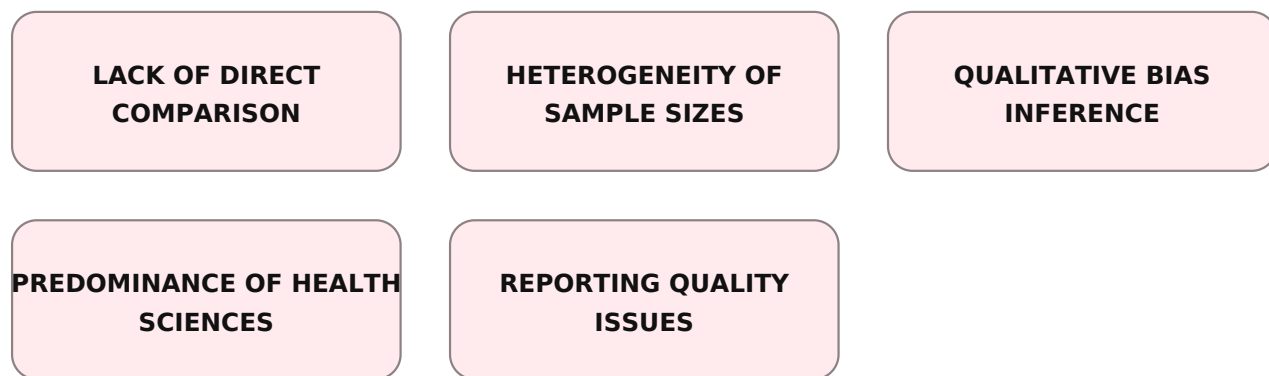 LACK OF DIRECT
COMPARISON
HETEROGENEITY OF
SAMPLE SIZES
QUALITATIVE BIAS
INFERENCE
PREDOMINANCE OF HEALTH
SCIENCES
REPORTING QUALITY
ISSUES